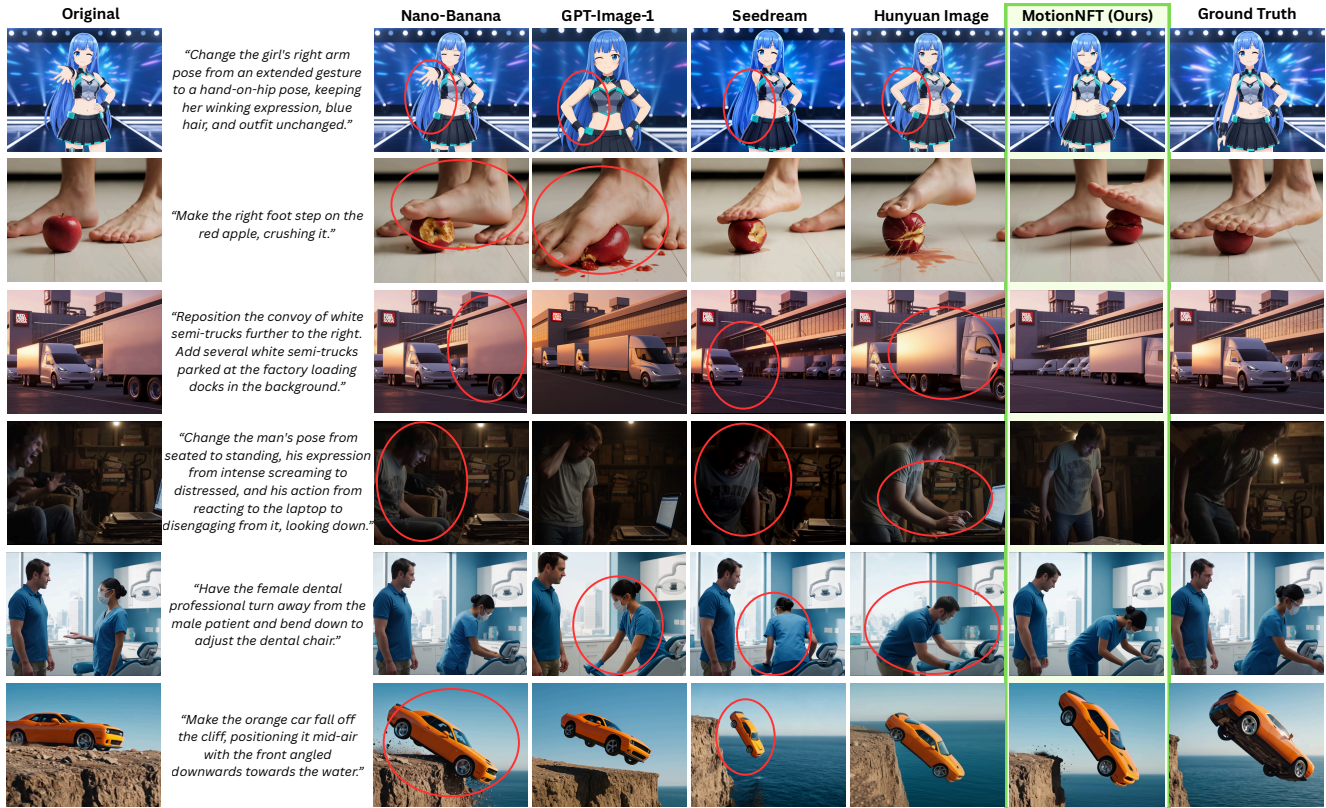 Original
Nano-Banana
GPT-Image-1
Seedream
Hunyuan Image
MotionNFT (Ours)
Ground Truth
“Change the girl's right arm
pose from an extended gesture
to a hand-on-hip pose, keeping
her winking expression, blue
hair, and outfit unchanged.”
“Make the right foot step on the
red apple, crushing it.”
“Reposition the convoy of white
semi-trucks further to the right.
Add several white semi-trucks
parked at the factory loading
docks in the background.”
“Change the man's pose from
seated to standing, his expression
from intense screaming to
distressed, and his action from
reacting to the laptop to
disengaging from it, looking down.”
“Have the female dental
professional turn away from the
male patient and bend down to
adjust the dental chair.”
“Make the orange car fall off
the cliff, positioning it mid-air
with the front angled
downwards towards the water.”